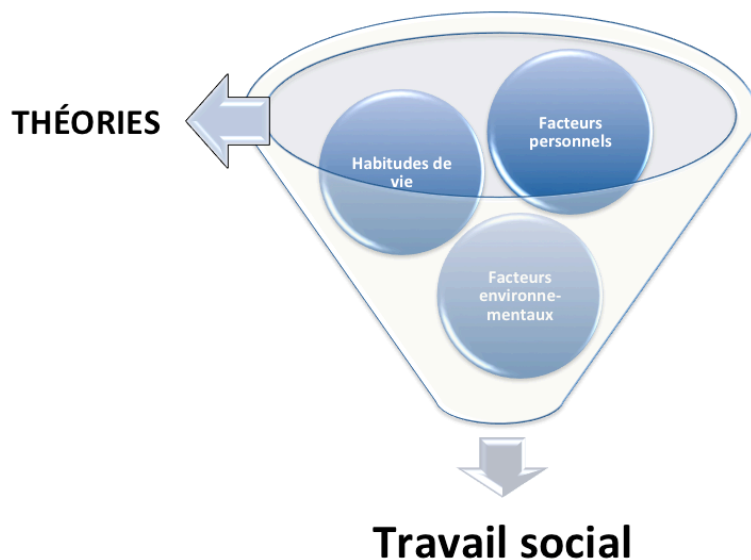 THÉORIES
Habitudes de
vie
Facteurs
personnels
Facteurs
environne-
mentaux
Travail social